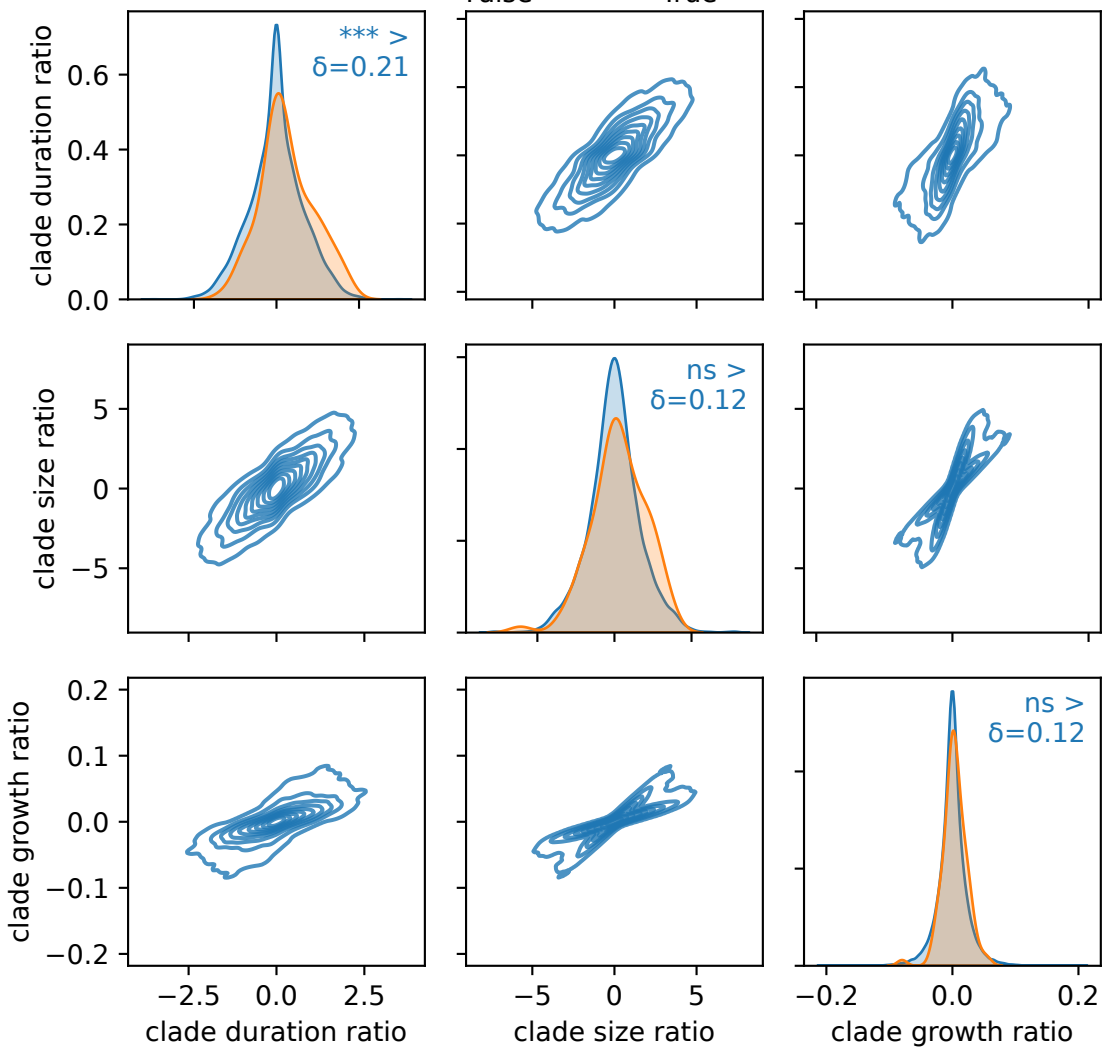 False True
clade duration ratio
0.6
0.4
0.2
0.0
*** >
δ=0.21
clade size ratio
5
0
−5
ns >
δ=0.12
clade growth ratio
0.2
0.1
0.0
−0.1
−0.2
ns >
δ=0.12
−2.5 0.0 2.5
−5 0 5
−0.2 0.0 0.2
clade duration ratio
clade size ratio
clade growth ratio